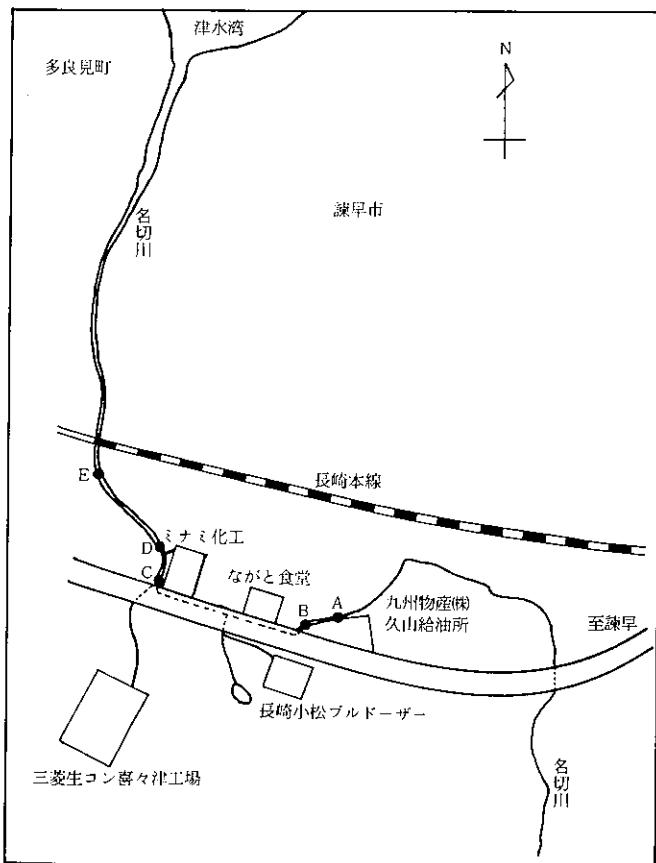 津水湾
多良見町
N
名切川
諫早市
長崎本線
E
D
ミナミ化工
C
ながと食堂
B
A
九州物産㈱
久山給油所
至諫早
長崎小松ブルドーザー
三菱生コン喜々津工場
名切川